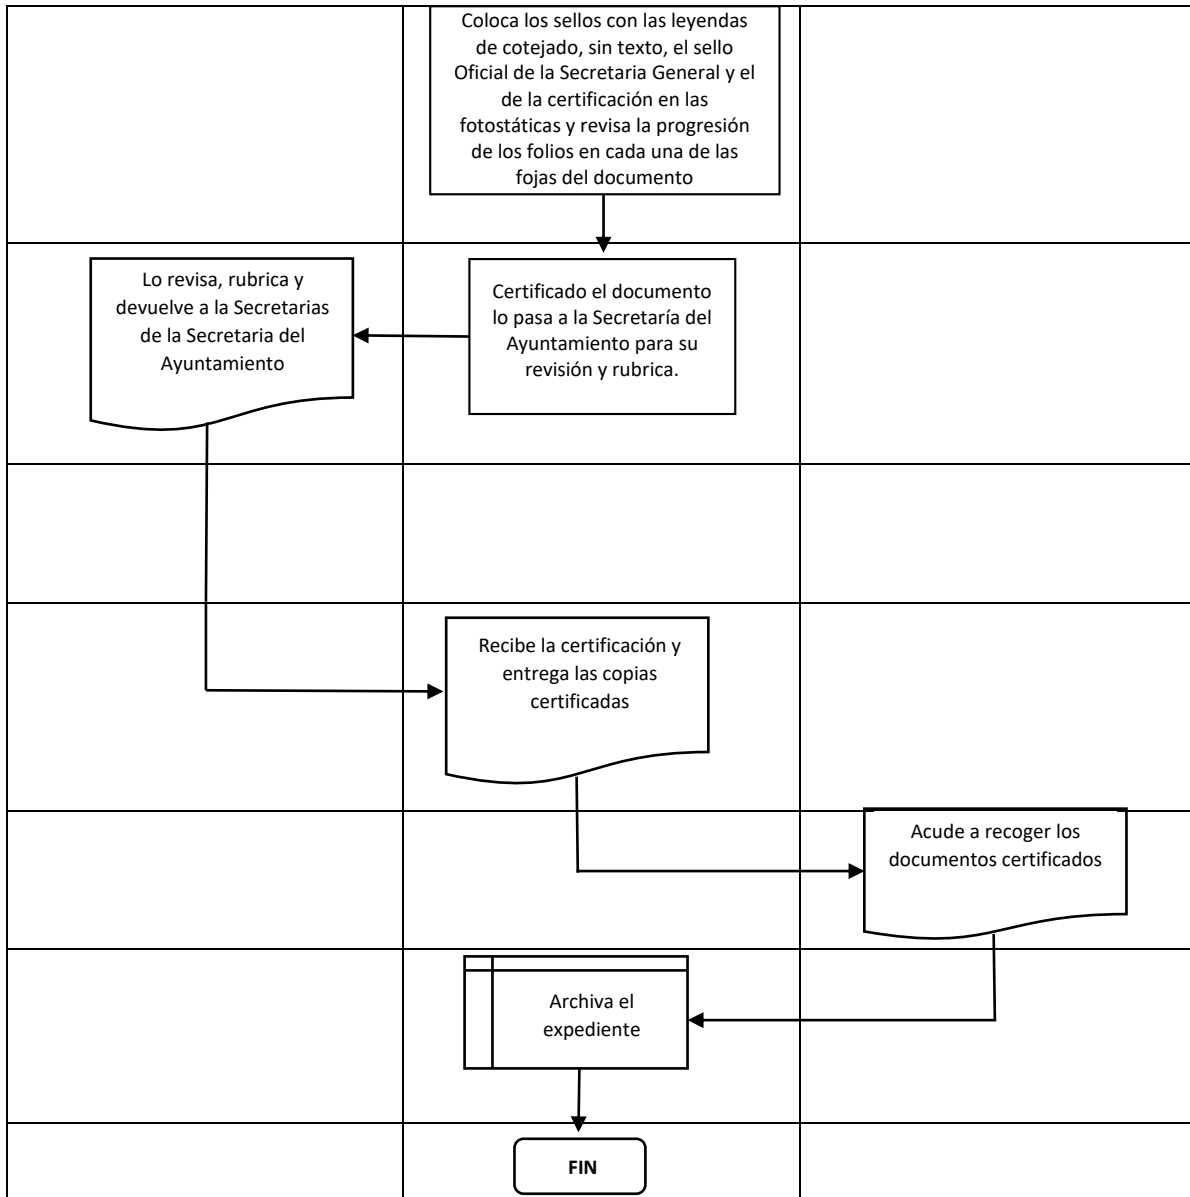 Coloca los sellos con las leyendas
de cotejado, sin texto, el sello
Oficial de la Secretaria General y el
de la certificación en las
fotostáticas y revisa la progresión
de los folios en cada una de las
fojas del documento
Certificado el documento
lo pasa a la Secretaría del
Ayuntamiento para su
revisión y rubrica.
Lo revisa, rubrica y
devuelve a la Secretarias
de la Secretaria del
Ayuntamiento
Recibe la certificación y
entrega las copias
certificadas
Acude a recoger los
documentos certificados
Archiva el
expediente
FIN